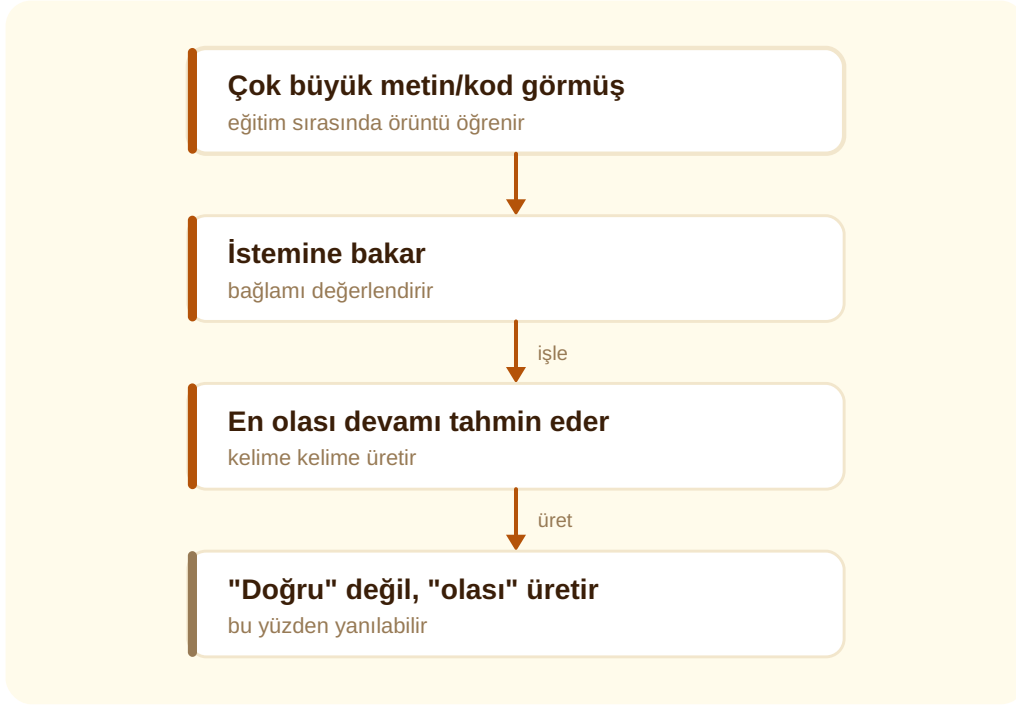 Çok büyük metin/kod görmüş
eğitim sırasında örüntü öğrenir
İstemine bakar
bağlamı değerlendirir
işle
En olası devamı tahmin eder
kelime kelime üretir
üret
"Doğru" değil, "olası" üretir
bu yüzden yanılabilir